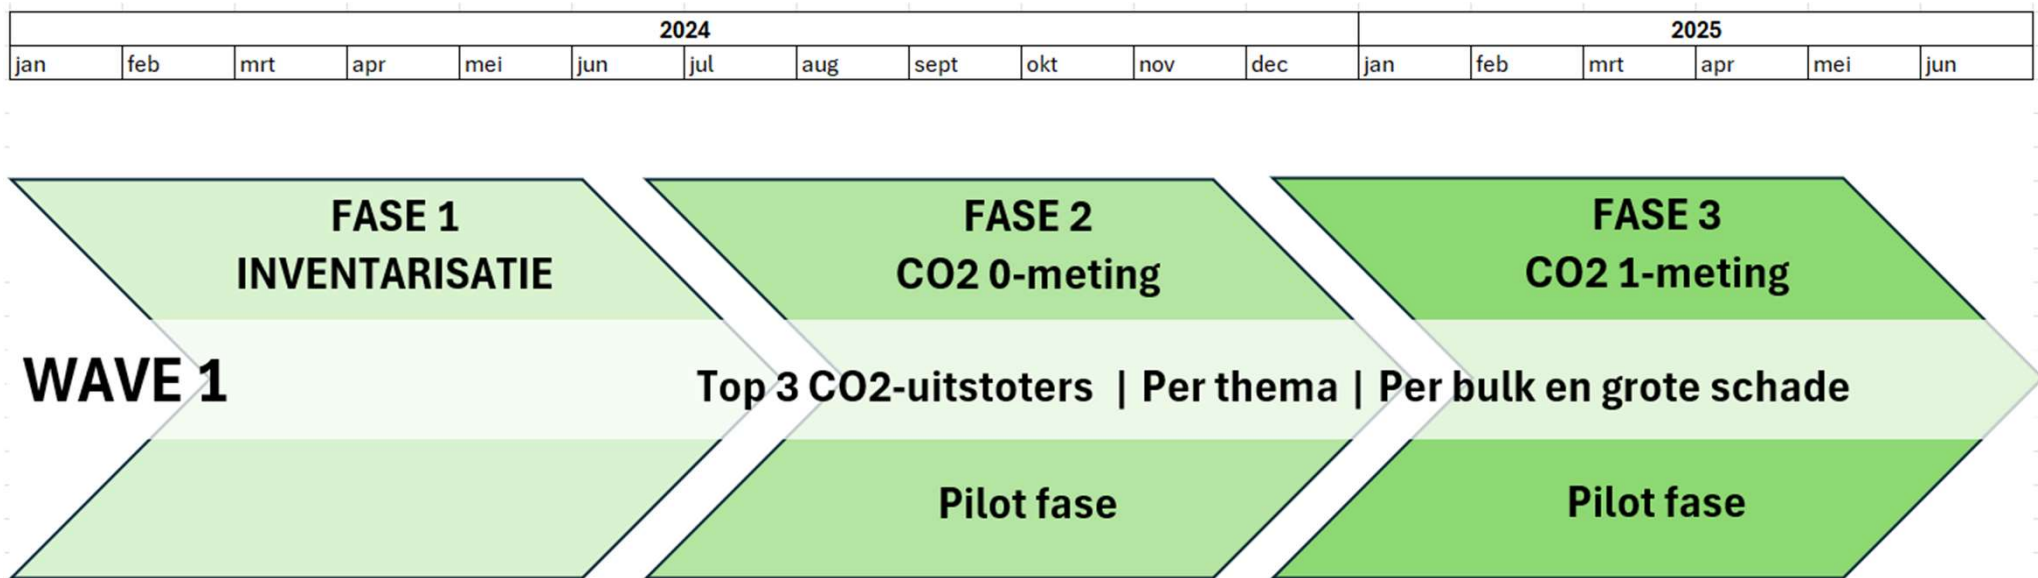 2024 2025
jan feb mrt apr mei jun jul aug sept okt nov dec jan feb mrt apr mei jun
FASE 1
INVENTARISATIE
FASE 2
CO2 0-meting
FASE 3
CO2 1-meting
WAVE 1
Top 3 CO2-uitstoters | Per thema | Per bulk en grote schade
Pilot fase
Pilot fase